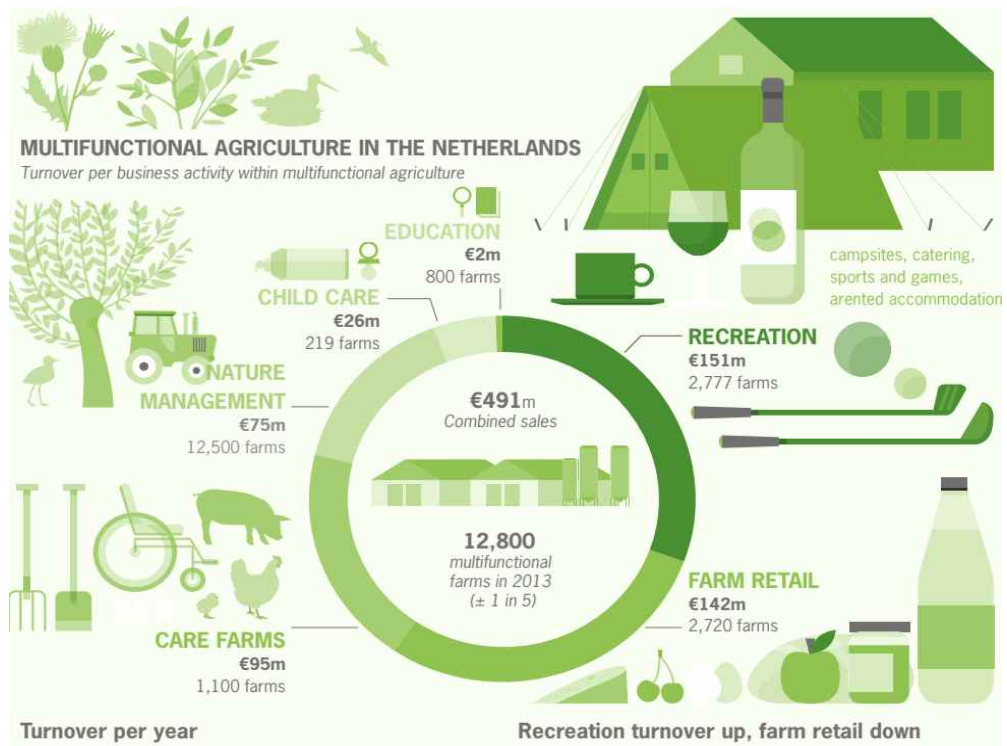 MULTIFUNCTIONAL AGRICULTURE IN THE NETHERLANDS
Turnover per business activity within multifunctional agriculture
EDUCATION
€2m
800 farms
CHILD CARE
€26m
219 farms
NATURE
MANAGEMENT
€75m
12,500 farms
CARE FARMS
€95m
1,100 farms
campsites, catering,
sports and games,
arented accommodation
RECREATION
€151m
2,777 farms
FARM RETAIL
€142m
2,720 farms
€491m
Combined sales
12,800
multifunctional
farms in 2013
(± 1 in 5)
Turnover per year
Recreation turnover up, farm retail down